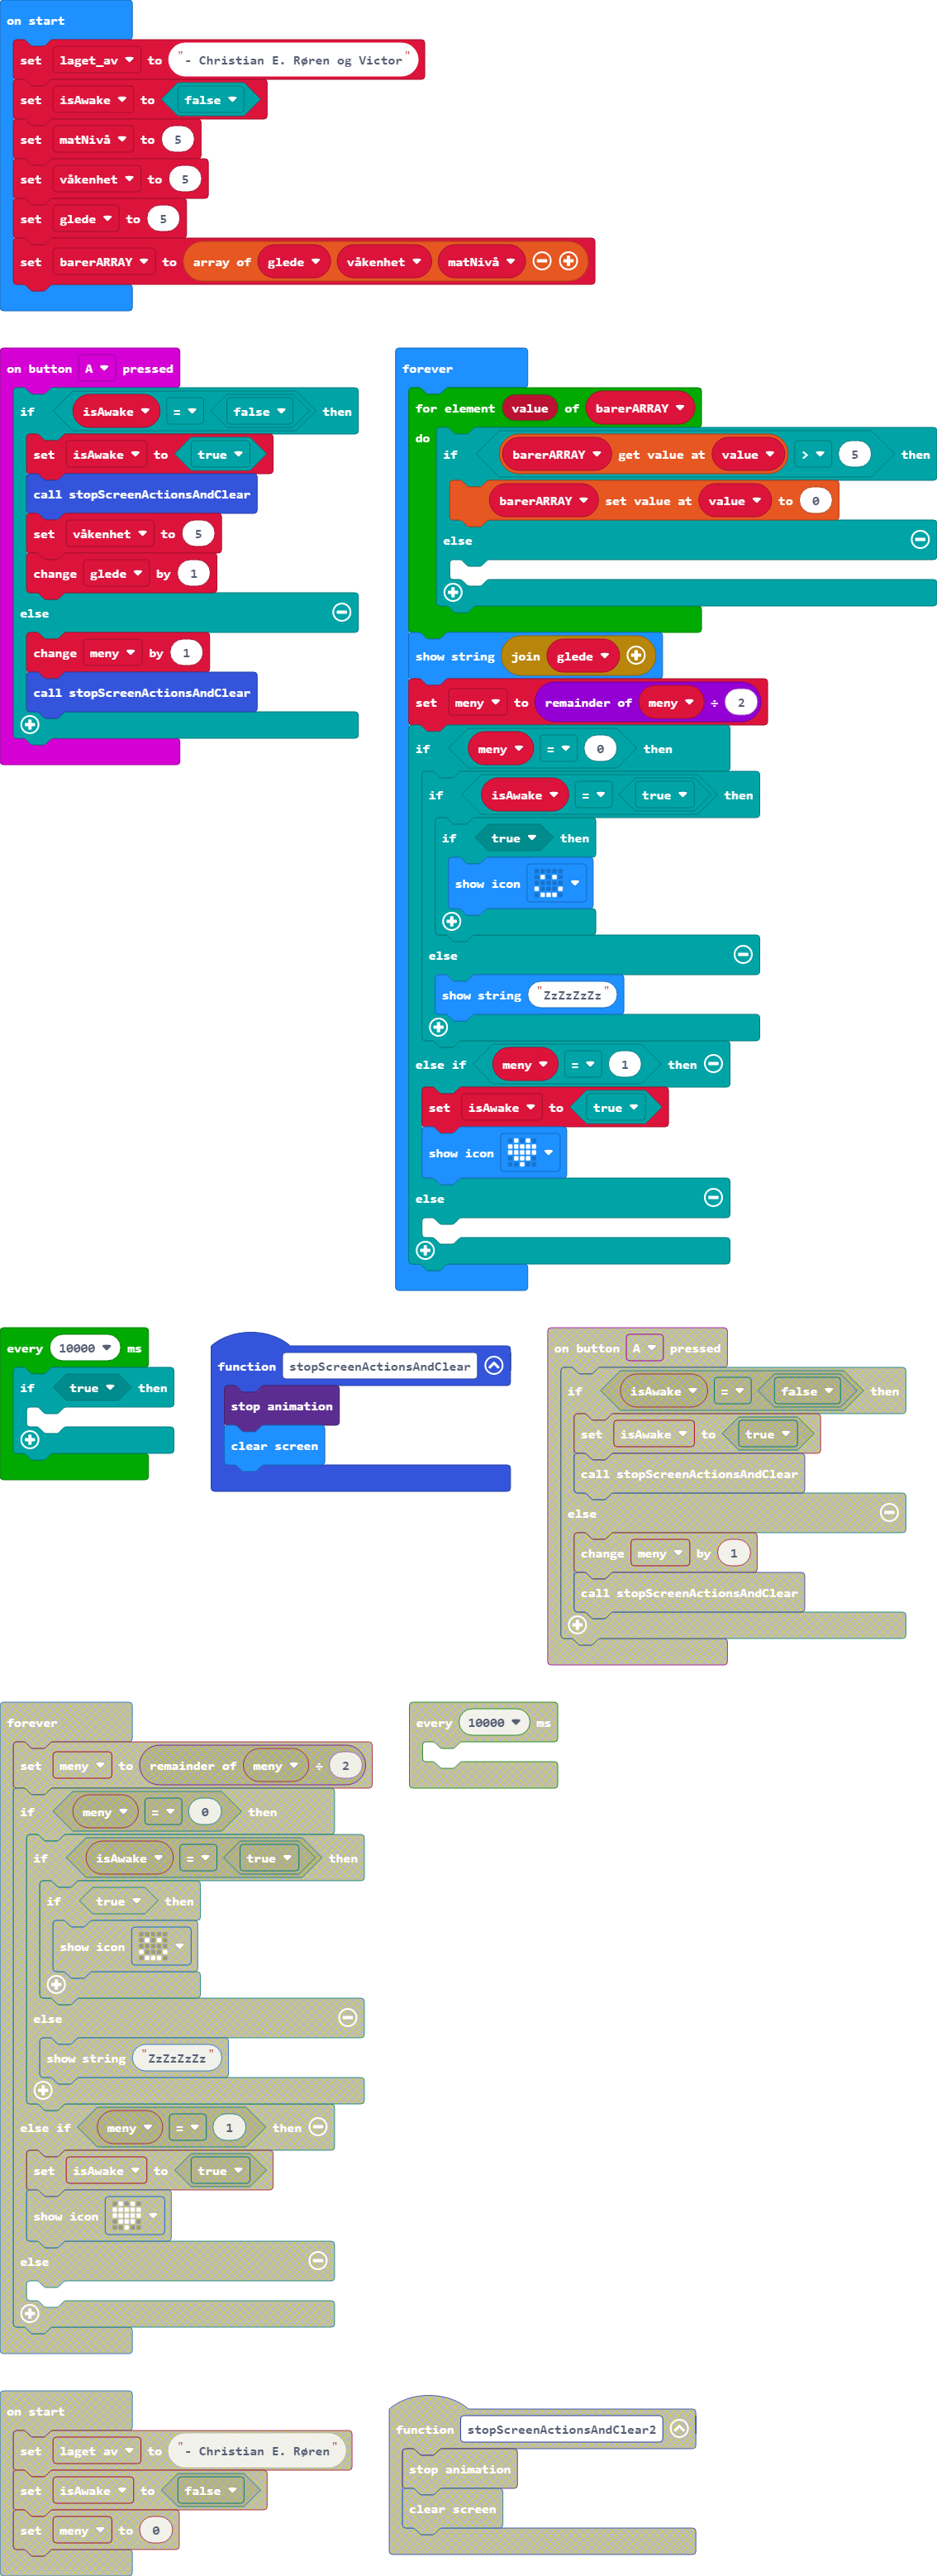 on start
set laget_av to "- Christian E. Røren og Victor"
set isAwake to false
set matNivå to 5
set våkenhet to 5
set glede to 5
set barerARRAY to array of glede våkenhet matNivå
on button A pressed
if isAwake = false then
set isAwake to true
call stopScreenActionsAndClear
set våkenhet to 5
change glede by 1
else
change meny by 1
call stopScreenActionsAndClear
forever
for element value of barerARRAY
do if barerARRAY get value at value > 5 then
barerARRAY set value at value to 0
else
show string join glede
set meny to remainder of meny ÷ 2
if meny = 0 then
if isAwake = true then
if true then
show icon
else
show string "ZzZzZzZz"
else if meny = 1 then
set isAwake to true
show icon
else
every 10000 ms
if true then
function stopScreenActionsAndClear
stop animation
clear screen
on button A pressed
if isAwake = false then
set isAwake to true
call stopScreenActionsAndClear
else
change meny by 1
call stopScreenActionsAndClear
forever
set meny to remainder of meny ÷ 2
if meny = 0 then
if isAwake = true then
if true then
show icon
else
show string "ZzZzZzZz"
else if meny = 1 then
set isAwake to true
show icon
else
every 10000 ms
on start
set laget av to "- Christian E. Røren"
set isAwake to false
set meny to 0
function stopScreenActionsAndClear2
stop animation
clear screen